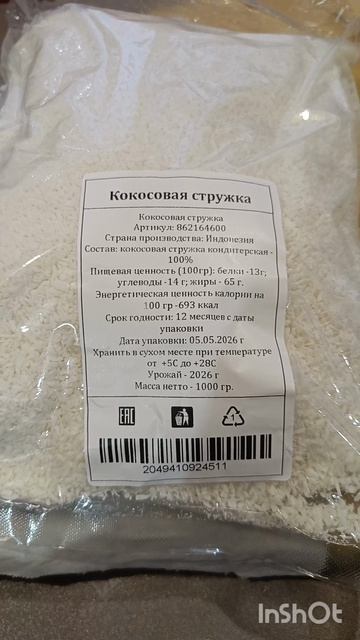 Кокосовая стружка
Кокосовая стружка
Артикул: 862164600
Страна производства: Индонезия
Состав: кокосовая стружка кондитерская -
100%
Пищевая ценность (100гр): белки -13г;
углеводы -14 г; жиры - 65 г.
Энергетическая ценность калории на
100 гр -693 ккал
Срок годности: 12 месяцев с даты
упаковки
Дата упаковки: 05.05.2026 г
Хранить в сухом месте при температуре
от +5С до +28С
Урожай - 2026 г
Масса нетто - 1000 гр.
EAC
1
2049410924511
InShOt